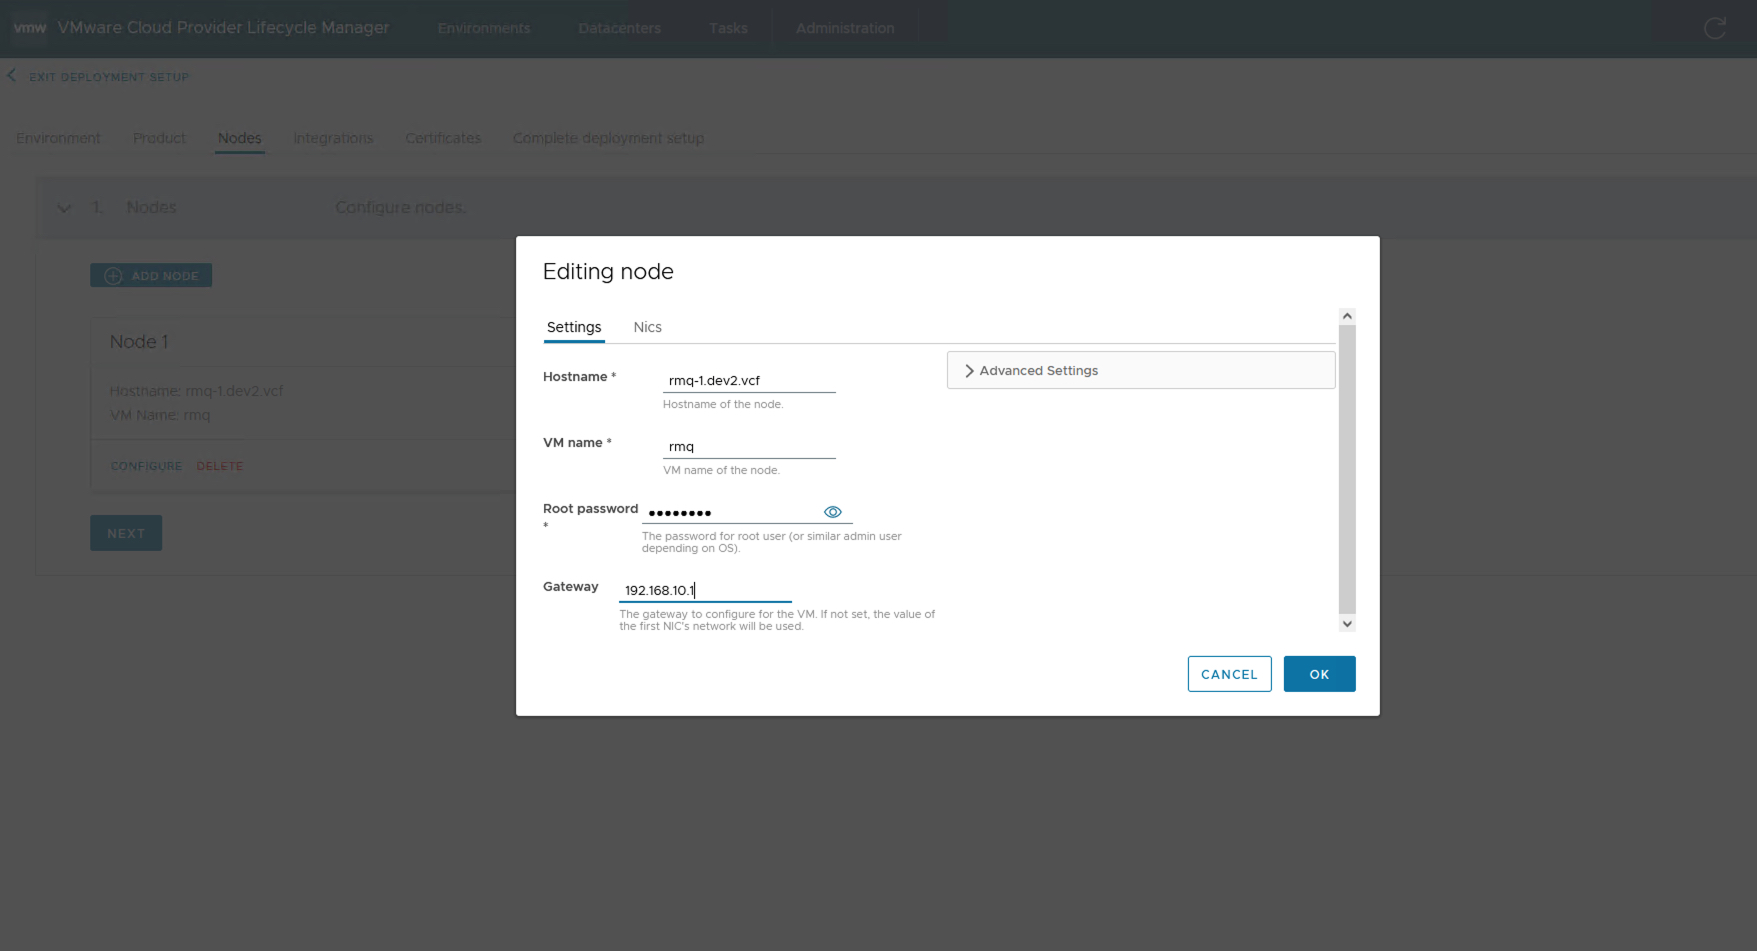 vmw VMware Cloud Provider Lifecycle Manager Environments Datacenters Tasks Administration
EXIT DEPLOYMENT SETUP
Environment Product Nodes Integrations Certificates Complete deployment setup
1. Nodes Configure nodes.
ADD NODE
Node 1
Hostname: rmq-1.dev2.vcf
VM Name: rmq
CONFIGURE DELETE
NEXT
Editing node
Settings Nics
Hostname * rmq-1.dev2.vcf
Hostname of the node.
VM name * rmq
VM name of the node.
Root password
* ●●●●●●●●
The password for root user (or similar admin user
depending on OS).
Gateway 192.168.10.1
The gateway to configure for the VM. If not set, the value of
the first NIC's network will be used.
Advanced Settings
CANCEL OK